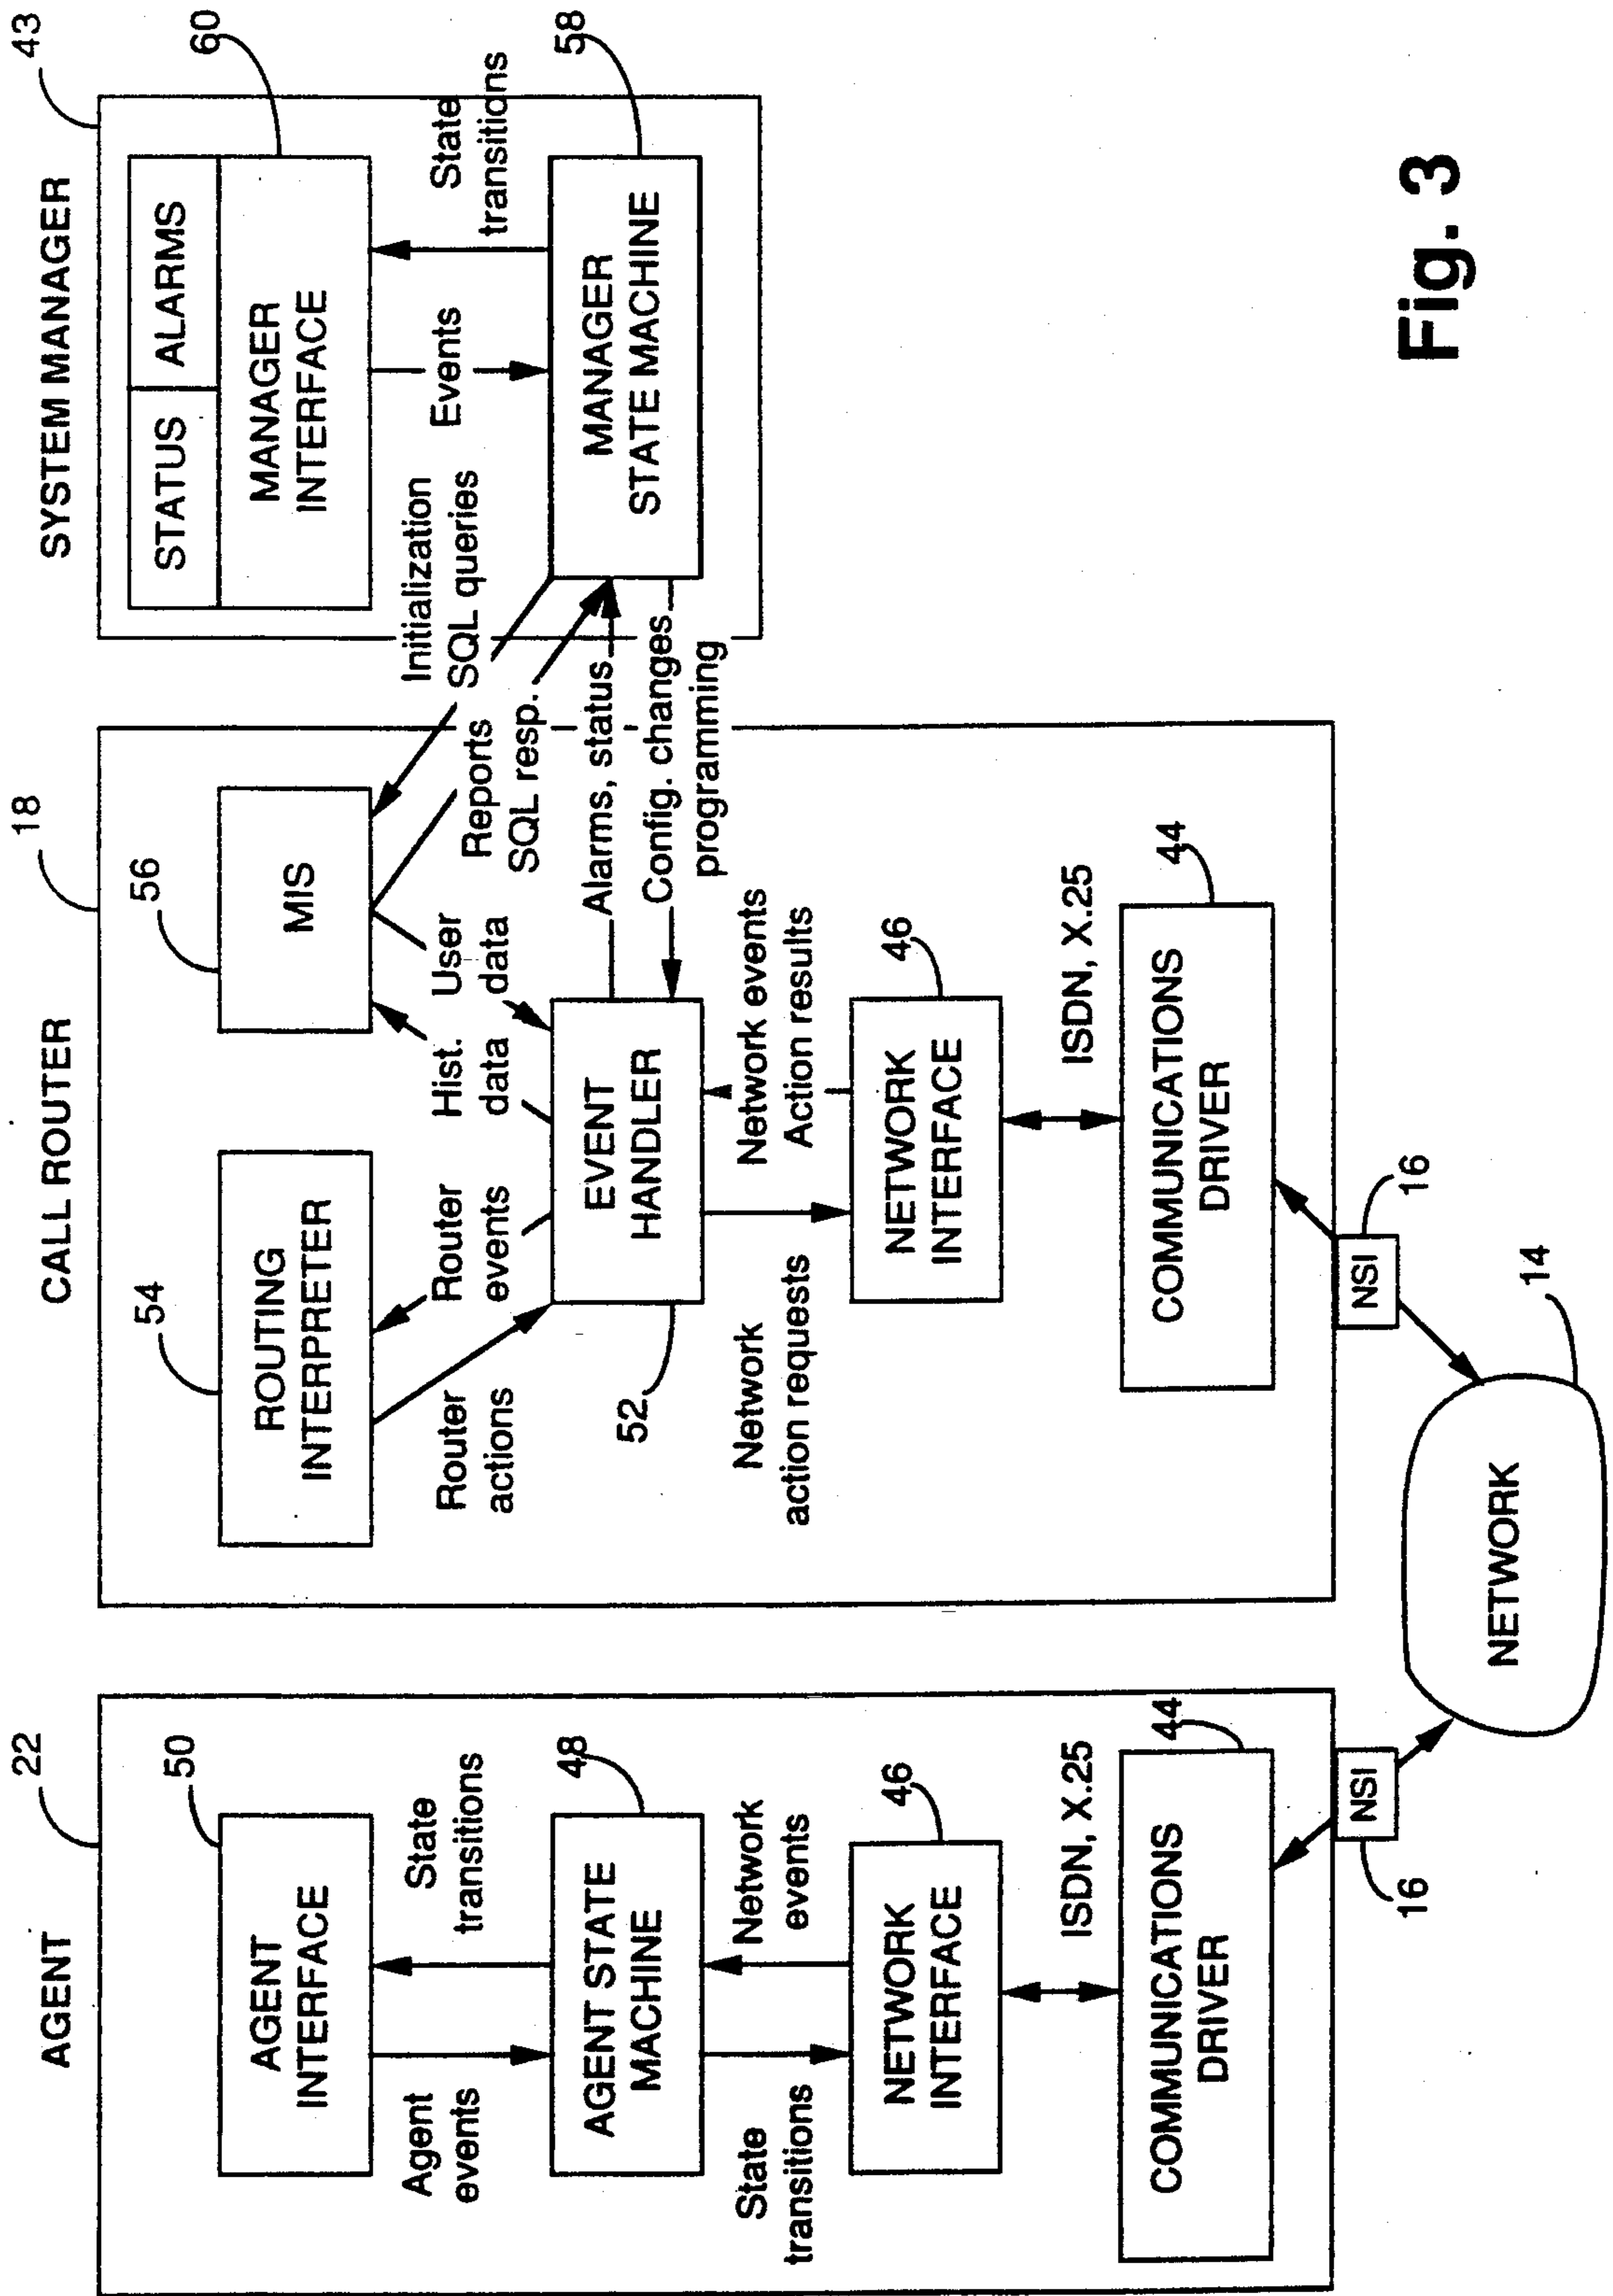 AGENT
22
50
AGENT
INTERFACE
Agent
events
State
transitions
AGENT STATE
MACHINE
48
State
transitions
Network
events
NETWORK
INTERFACE
46
ISDN, X.25
COMMUNICATIONS
DRIVER
44
NSI
16
CALL ROUTER
18
54
ROUTING
INTERPRETER
56
MIS
Router
actions
Router
events
Hist.
data
User
data
EVENT
HANDLER
52
Network
action requests
Network events
Action results
NETWORK
INTERFACE
46
ISDN, X.25
COMMUNICATIONS
DRIVER
44
NSI
16
NETWORK
14
Initialization
SQL queries
Reports
SQL resp.
Alarms, status
Config. changes
programming
SYSTEM MANAGER
43
STATUS
ALARMS
MANAGER
INTERFACE
60
Events
State
transitions
MANAGER
STATE MACHINE
58
Fig. 3